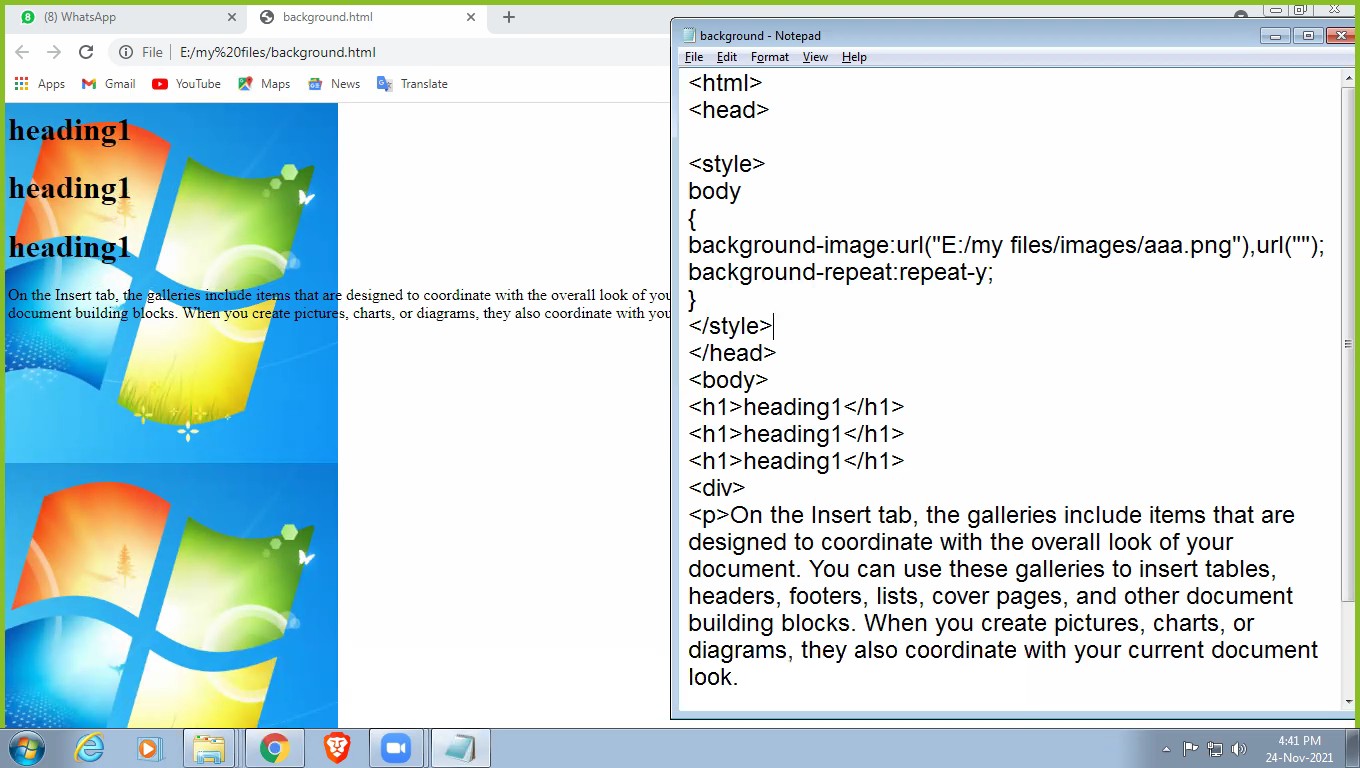 (8) WhatsApp
background.html
File
E:/my%20files/background.html
Apps
Gmail
YouTube
Maps
News
Translate
heading1
heading1
heading1
On the Insert tab, the galleries include items that are designed to coordinate with the overall look of you
document building blocks. When you create pictures, charts, or diagrams, they also coordinate with you
background - Notepad
File Edit Format View Help
<html>
<head>
<style>
body
{
background-image:url("E:/my files/images/aaa.png"),url("");
background-repeat:repeat-y;
}
</style>
</head>
<body>
<h1>heading1</h1>
<h1>heading1</h1>
<h1>heading1</h1>
<div>
<p>On the Insert tab, the galleries include items that are
designed to coordinate with the overall look of your
document. You can use these galleries to insert tables,
headers, footers, lists, cover pages, and other document
building blocks. When you create pictures, charts, or
diagrams, they also coordinate with your current document
look.
4:41 PM
24-Nov-2021